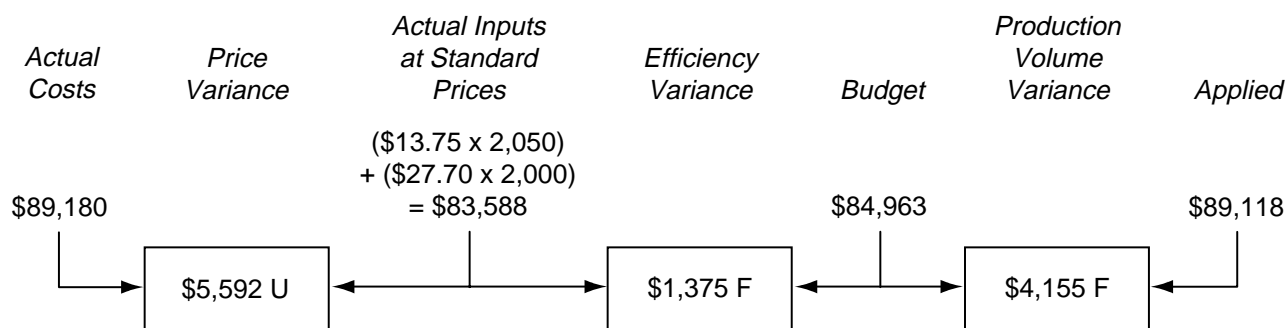 Actual
Costs
Price
Variance
Actual Inputs
at Standard
Prices
Efficiency
Variance
Budget
Production
Volume
Variance
Applied
($13.75 x 2,050)
+ ($27.70 x 2,000)
= $83,588
$89,180
$84,963
$89,118
$5,592 U
$1,375 F
$4,155 F